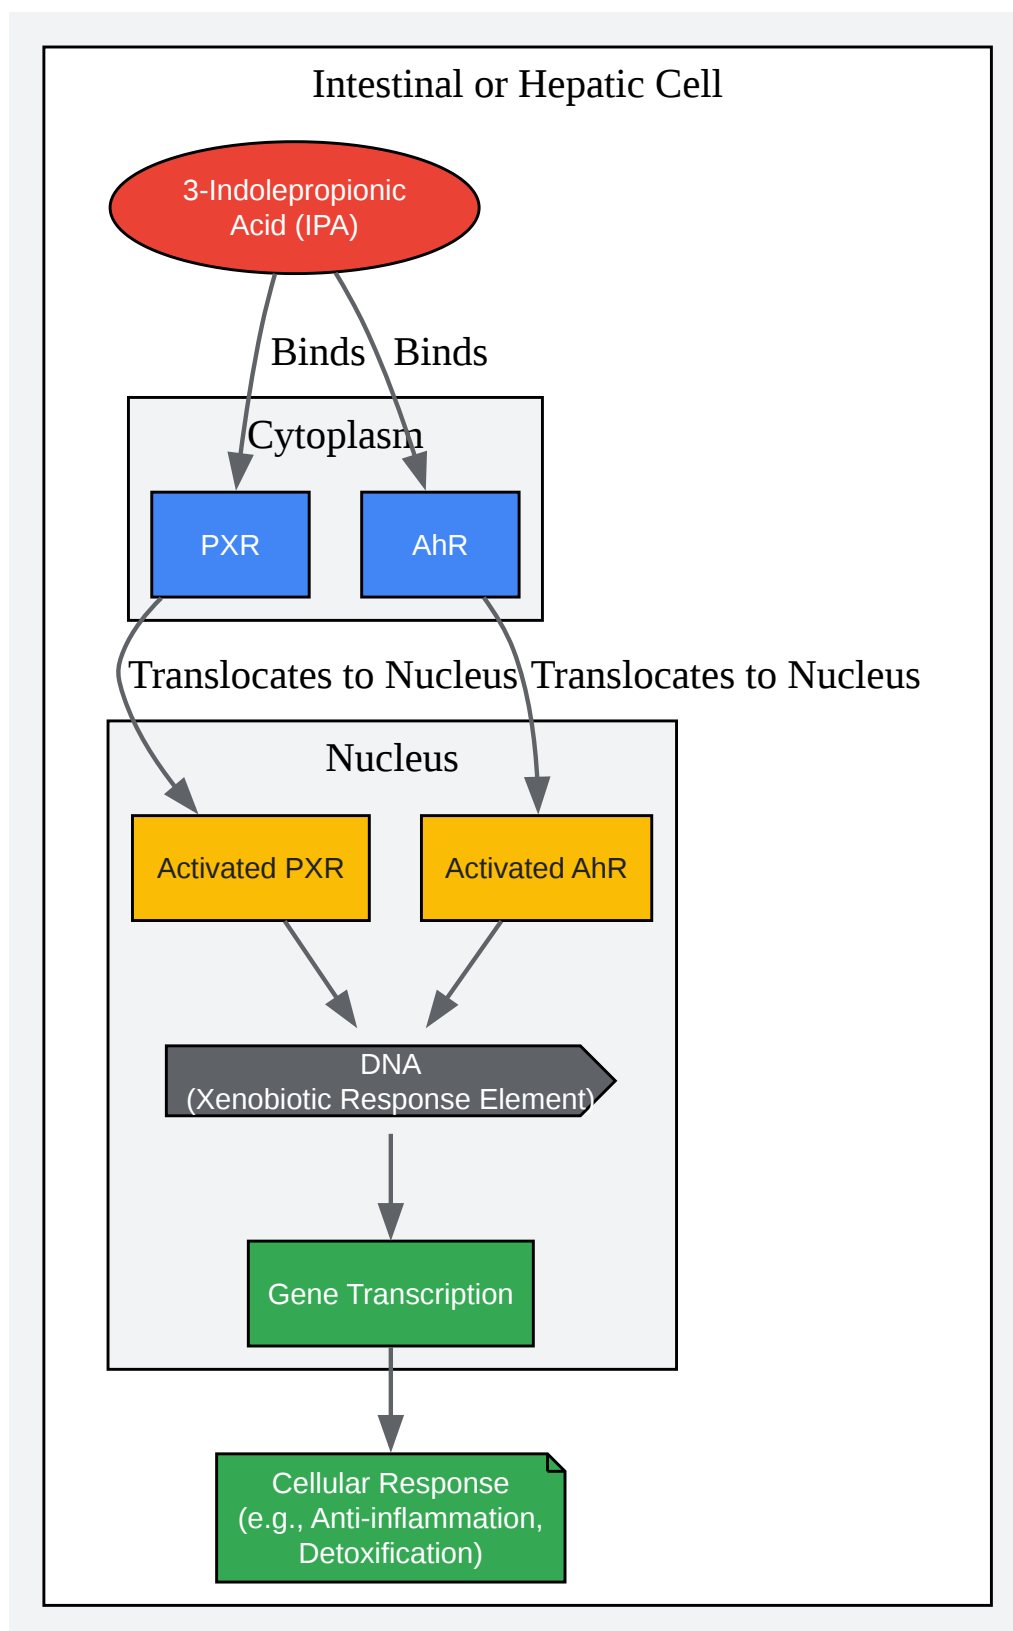 Intestinal or Hepatic Cell
3-Indolepropionic
Acid (IPA)
Binds
Binds
Cytoplasm
PXR
AhR
Translocates to Nucleus
Translocates to Nucleus
Nucleus
Activated PXR
Activated AhR
DNA
(Xenobiotic Response Element)
Gene Transcription
Cellular Response
(e.g., Anti-inflammation,
Detoxification)